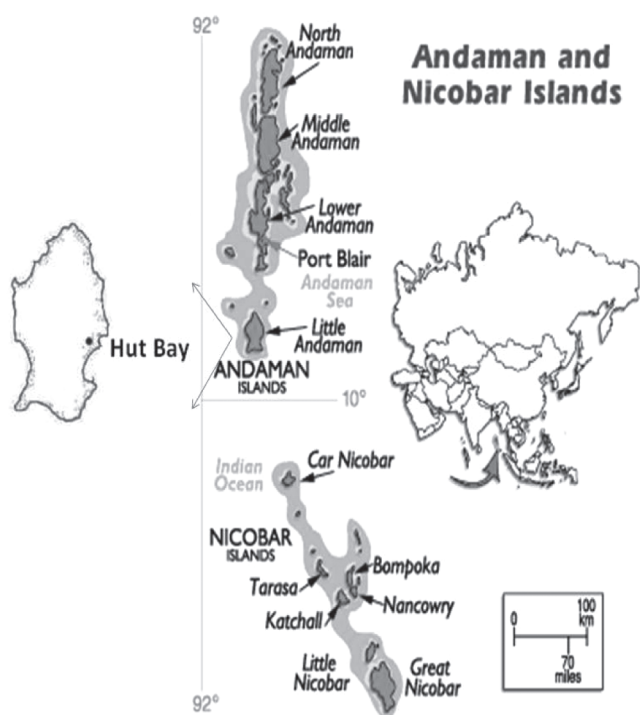 92°
North
Andaman
Andaman and
Nicobar Islands
Middle
Andaman
Lower
Andaman
Port Blair
Andaman
Sea
Hut Bay
Little
Andaman
ANDAMAN
ISLANDS
10°
Indian
Ocean
Car Nicobar
NICOBAR
ISLANDS
Bompoka
Tarasa
Nancowry
Katchall
0
100
km
70
miles
Little
Nicobar
Great
Nicobar
92°